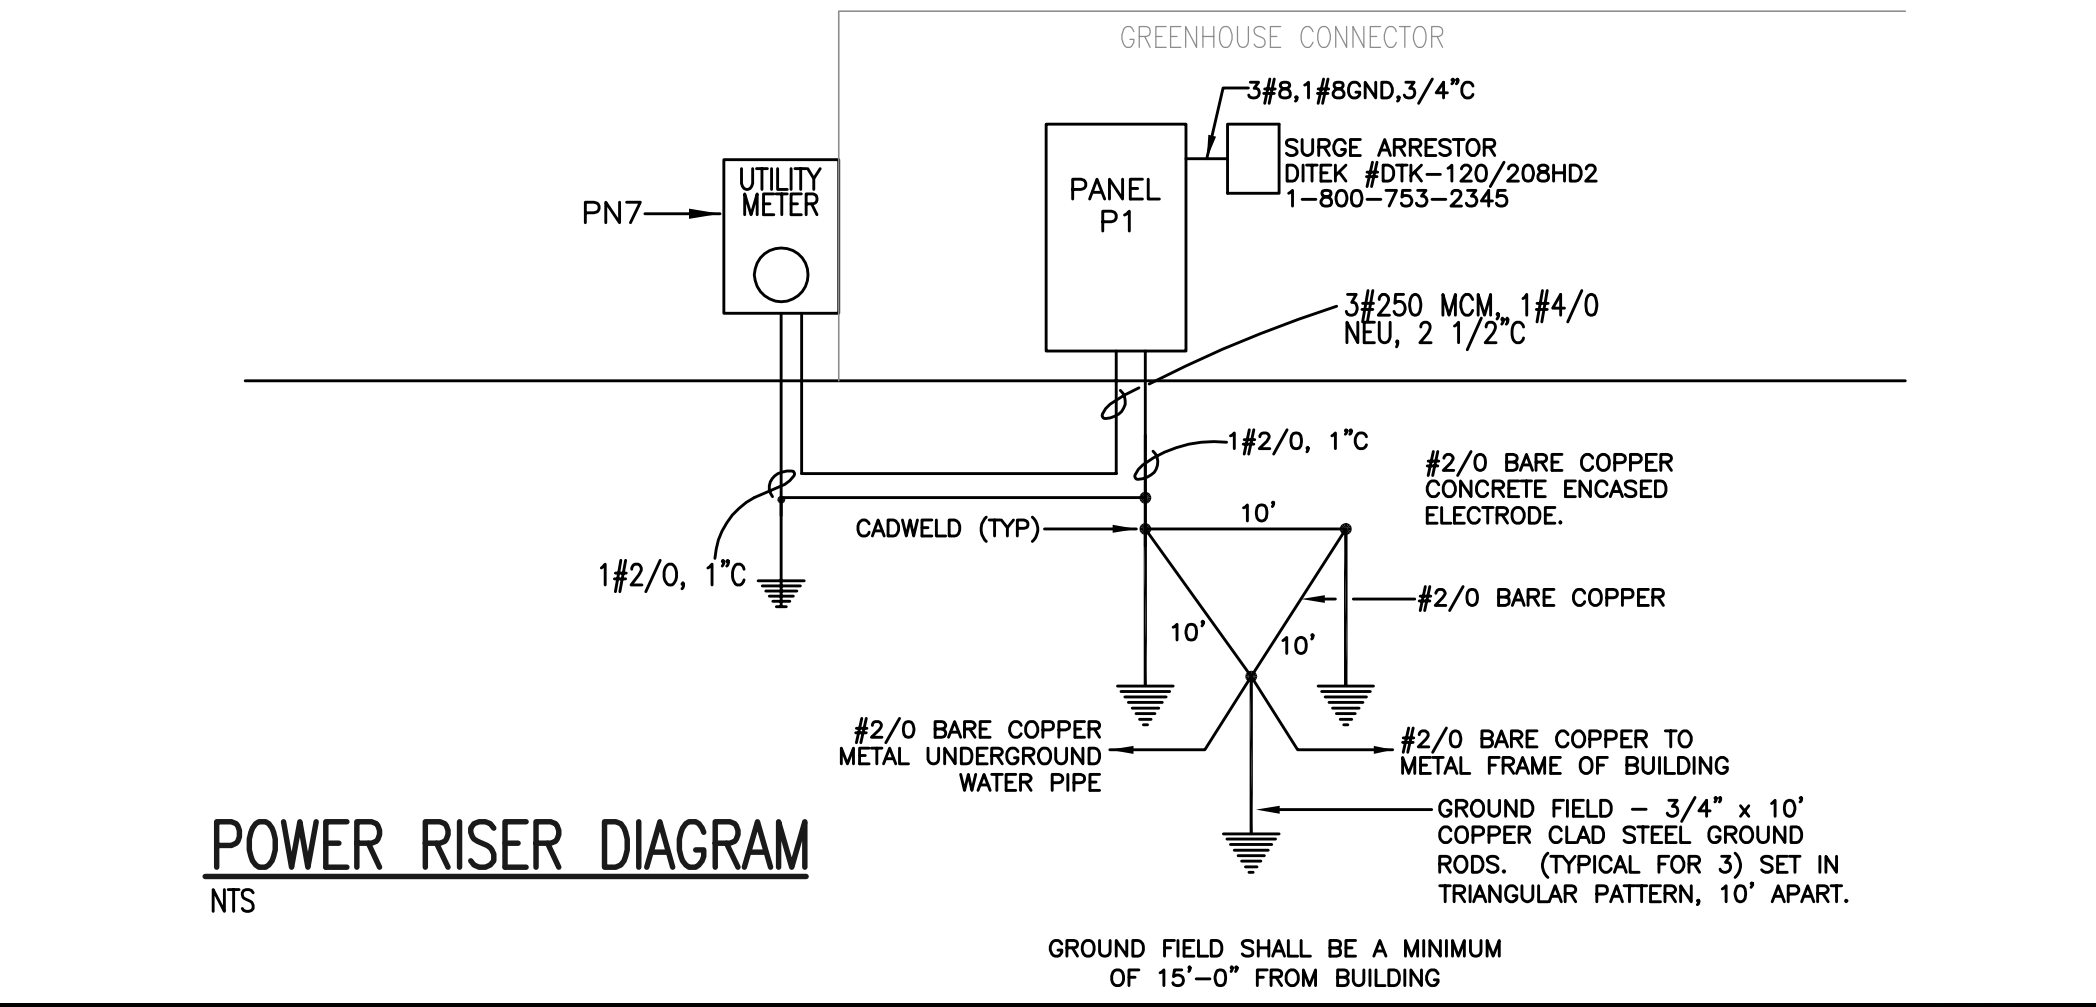 GREENHOUSE CONNECTOR
3#8,1#8GND,3/4"C
SURGE ARRESTOR
DITEK #DTK-120/208HD2
1-800-753-2345
UTILITY
METER
PN7
PANEL
P1
3#250 MCM, 1#4/0
NEU, 2 1/2"C
1#2/0, 1"C
#2/0 BARE COPPER
CONCRETE ENCASED
ELECTRODE.
10'
CADWELD (TYP)
1#2/0, 1"C
#2/0 BARE COPPER
10'
10'
#2/0 BARE COPPER
METAL UNDERGROUND
WATER PIPE
#2/0 BARE COPPER TO
METAL FRAME OF BUILDING
GROUND FIELD - 3/4" x 10'
COPPER CLAD STEEL GROUND
RODS. (TYPICAL FOR 3) SET IN
TRIANGULAR PATTERN, 10' APART.
POWER RISER DIAGRAM
NTS
GROUND FIELD SHALL BE A MINIMUM
OF 15'-0" FROM BUILDING